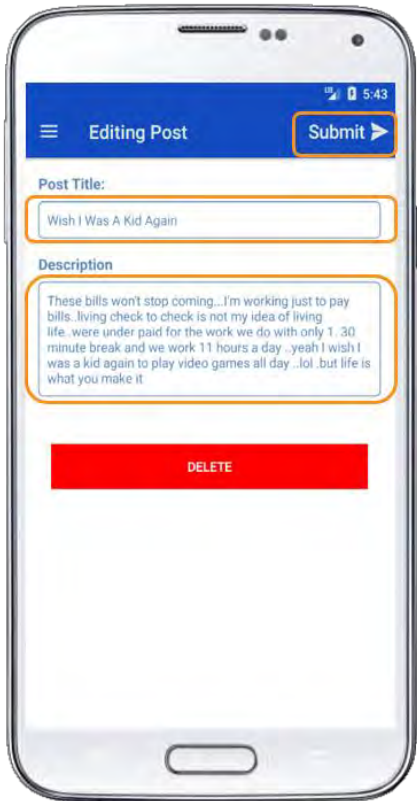 5:43
Editing Post
Submit
Post Title:
Wish I Was A Kid Again
Description
These bills won't stop coming...I'm working just to pay
bills..living check to check is not my idea of living
life..were under paid for the work we do with only 1. 30
minute break and we work 11 hours a day ..yeah I wish I
was a kid again to play video games all day ..lol .but life is
what you make it
DELETE